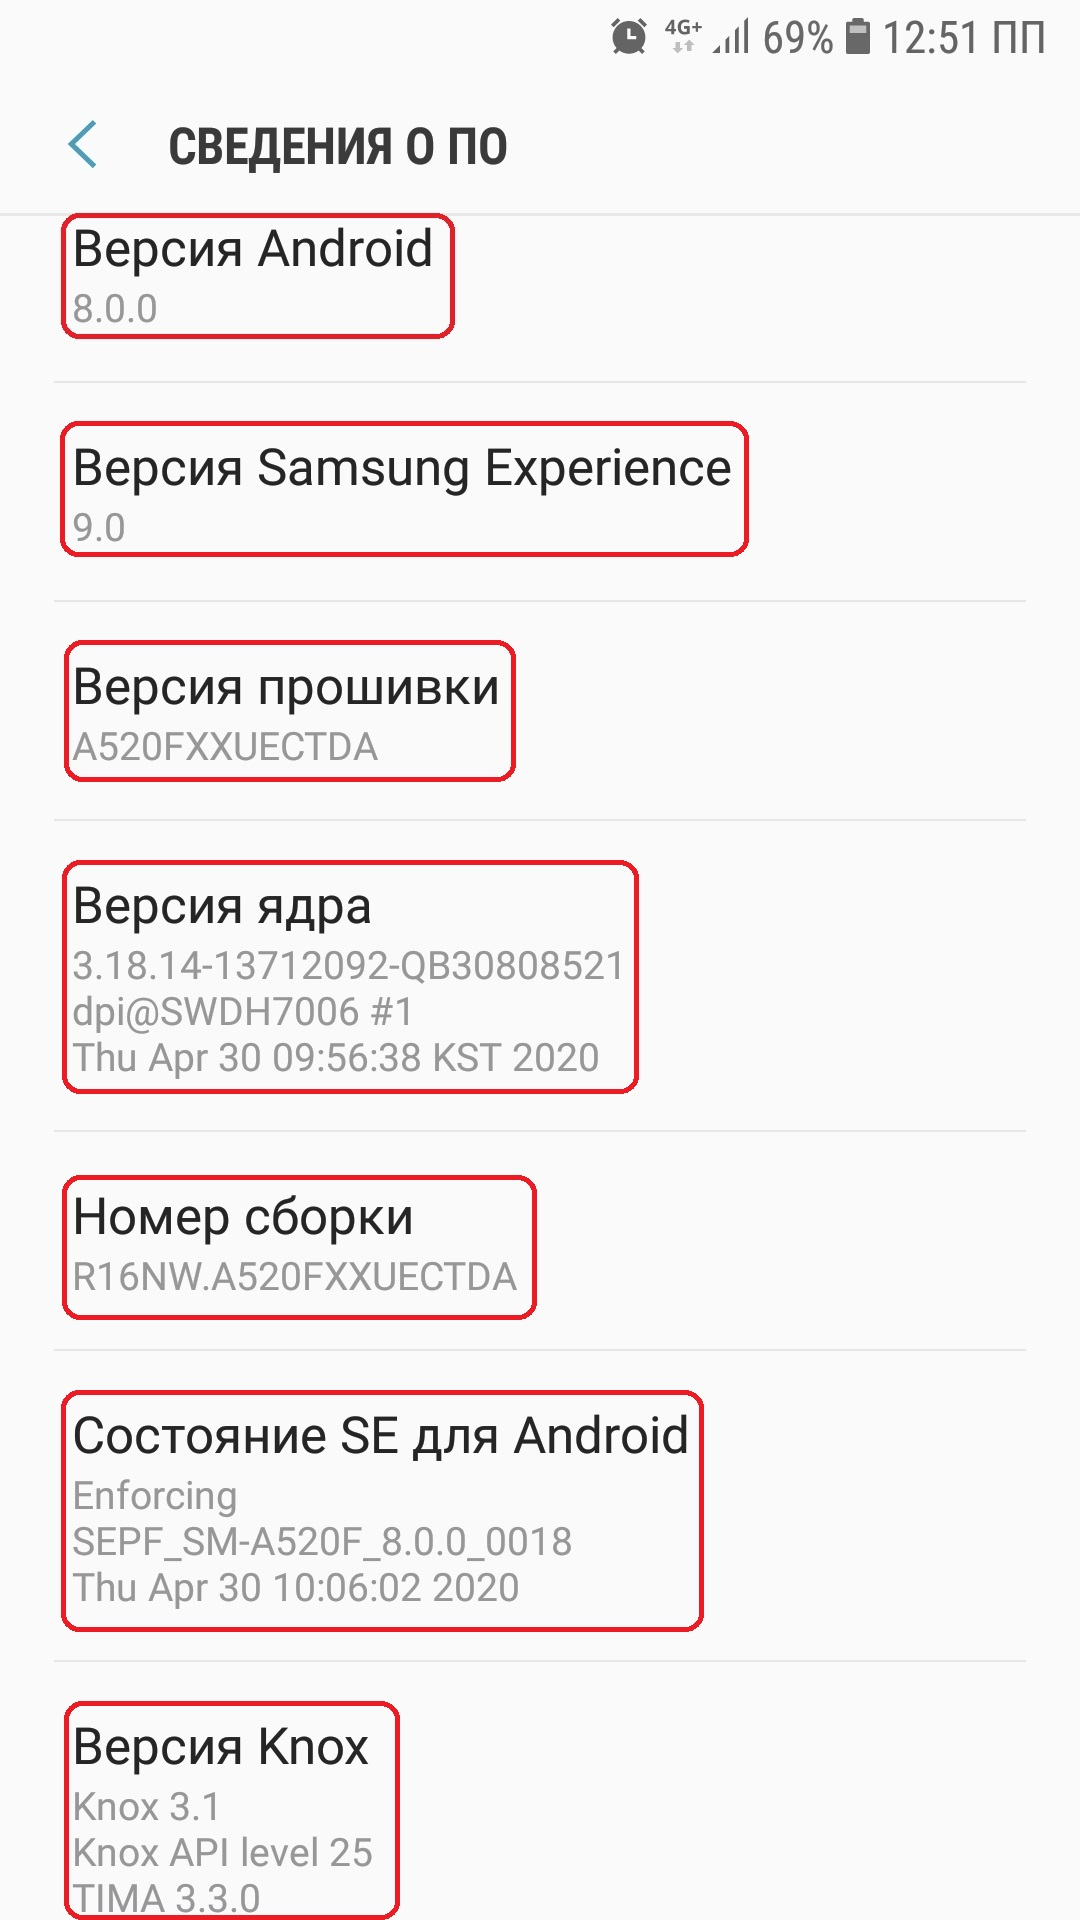 4G+ 69% 12:51 ПП
СВЕДЕНИЯ О ПО
Версия Android
8.0.0
Версия Samsung Experience
9.0
Версия прошивки
A520FXXUECTDA
Версия ядра
3.18.14-13712092-QB30808521
dpi@SWDH7006 #1
Thu Apr 30 09:56:38 KST 2020
Номер сборки
R16NW.A520FXXUECTDA
Состояние SE для Android
Enforcing
SEPF_SM-A520F_8.0.0_0018
Thu Apr 30 10:06:02 2020
Версия Knox
Knox 3.1
Knox API level 25
TIMA 3.3.0